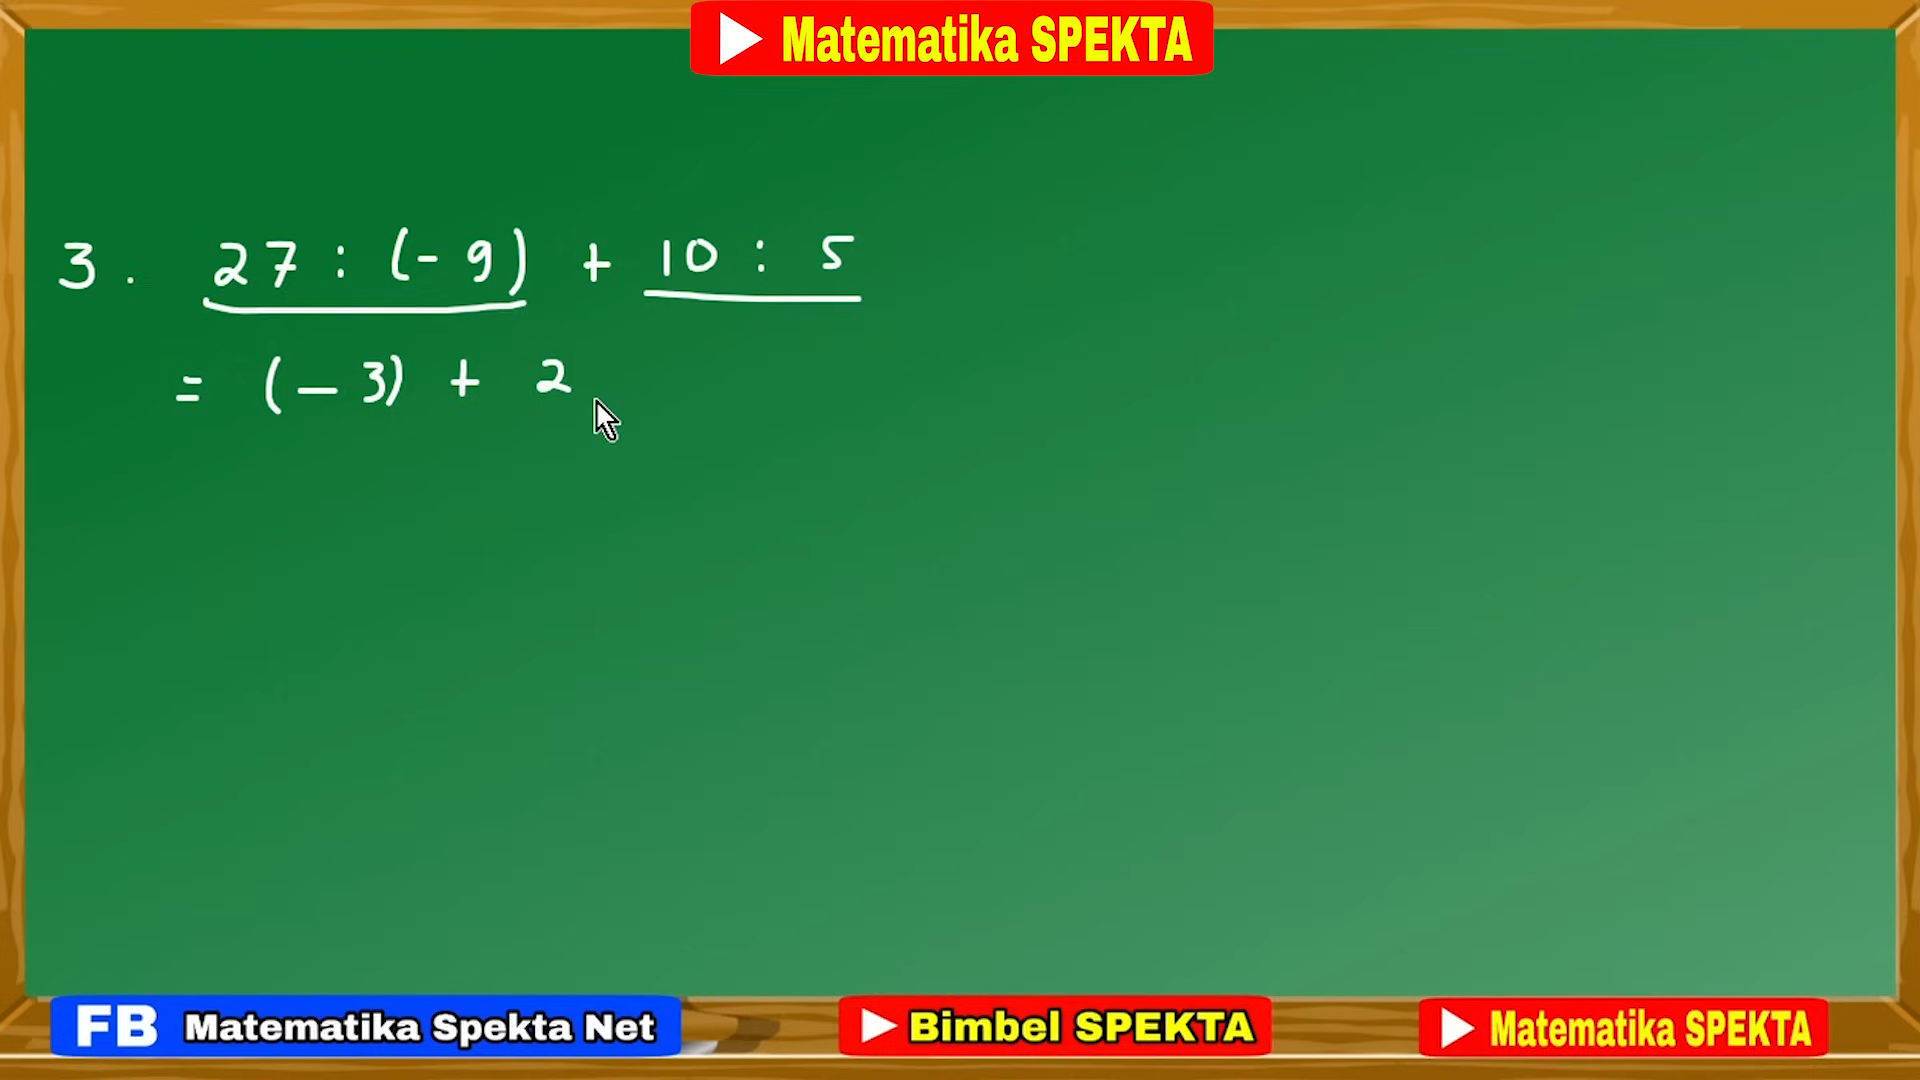 Matematika SPEKTA
3. 27 : (-9) + 10 : 5
= (-3) + 2
FB Matematika Spekta Net
Bimbel SPEKTA
Matematika SPEKTA